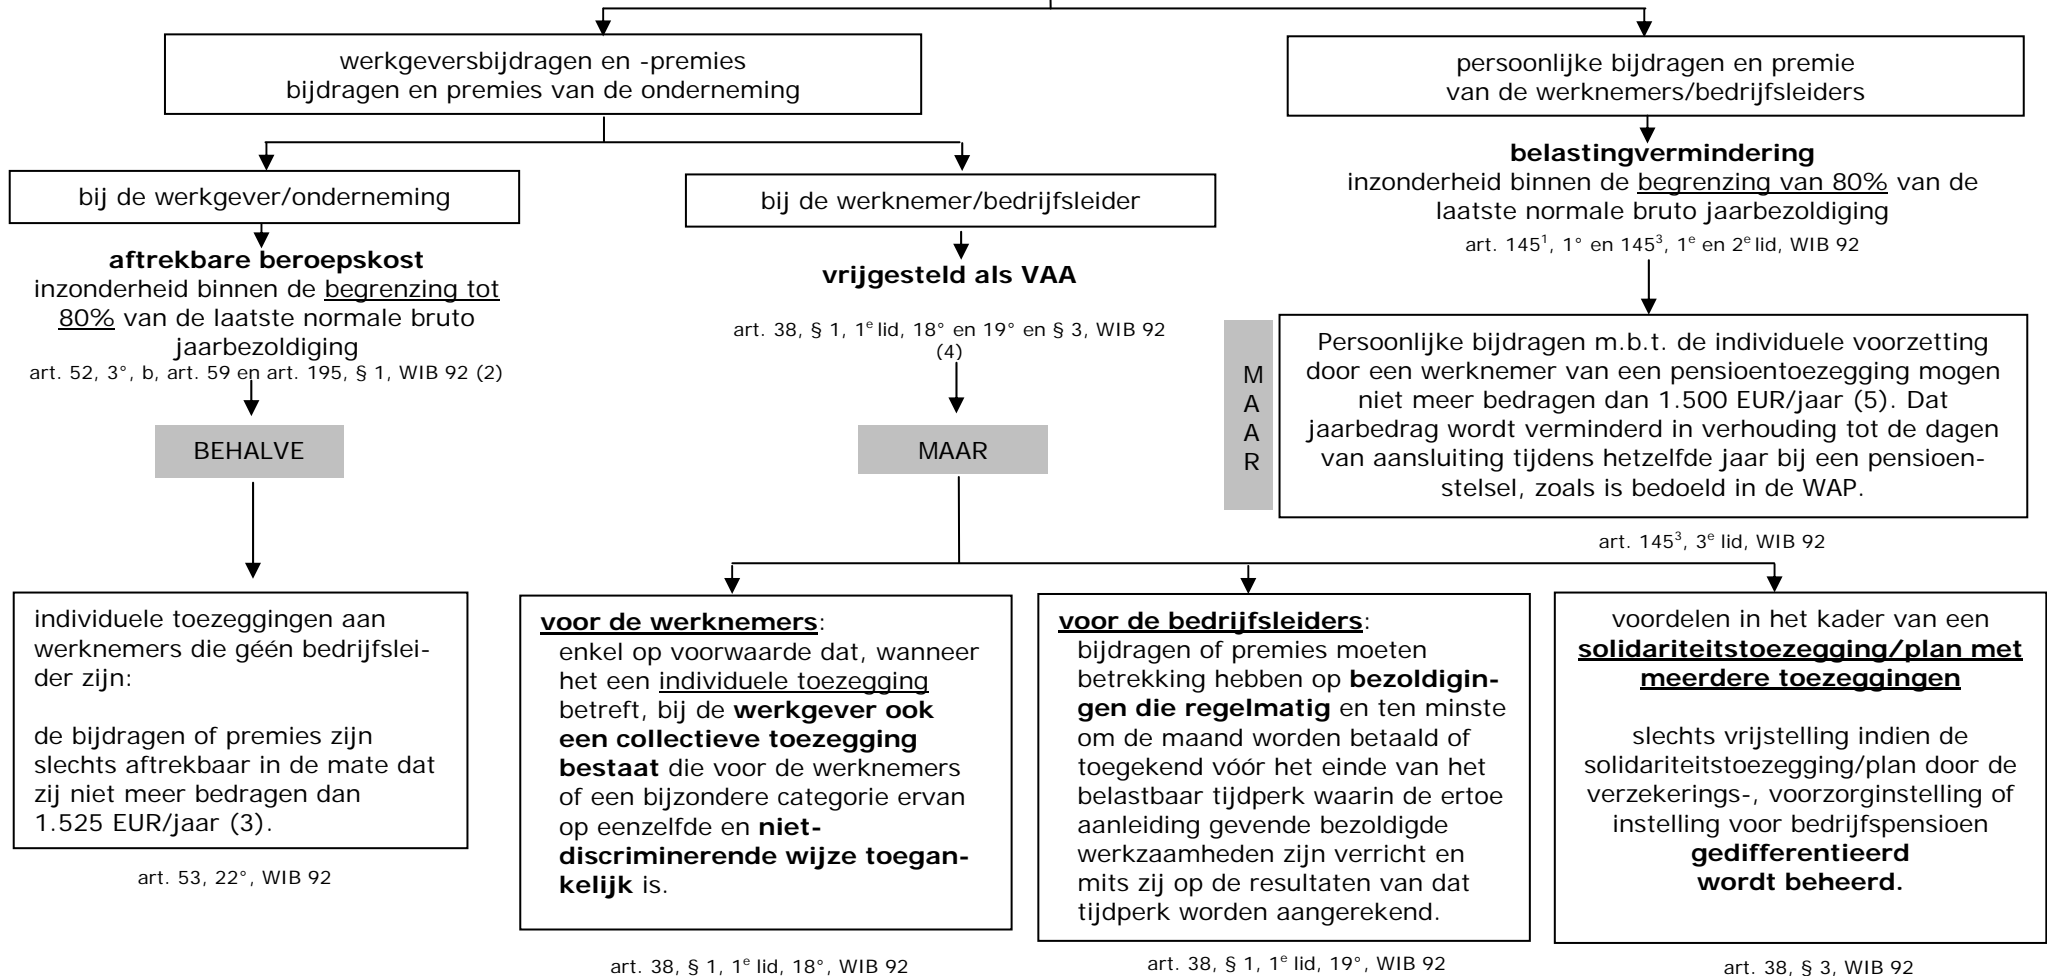 werkgeversbijdragen en -premies
bijdragen en premies van de onderneming
persoonlijke bijdragen en premie
van de werknemers/bedrijfsleiders
bij de werkgever/onderneming
aftrekbare beroepskost
inzonderheid binnen de begrenzing tot
80% van de laatste normale bruto
jaarbezoldiging
art. 52, 3°, b, art. 59 en art. 195, § 1, WIB 92 (2)
BEHALVE
individuele toezeggingen aan
werknemers die géén bedrijfslei-
der zijn:
de bijdragen of premies zijn
slechts aftrekbaar in de mate dat
zij niet meer bedragen dan
1.525 EUR/jaar (3).
art. 53, 22°, WIB 92
bij de werknemer/bedrijfsleider
vrijgesteld als VAA
art. 38, § 1, 1e lid, 18° en 19° en § 3, WIB 92
(4)
MAAR
voor de werknemers:
enkel op voorwaarde dat, wanneer
het een individuele toezegging
betreft, bij de werkgever ook
een collectieve toezegging
bestaat die voor de werknemers
of een bijzondere categorie ervan
op eenzelfde en niet-
discriminerende wijze toegan-
kelijk is.
art. 38, § 1, 1e lid, 18°, WIB 92
voor de bedrijfsleiders:
bijdragen of premies moeten
betrekking hebben op bezoldigin-
gen die regelmatig en ten minste
om de maand worden betaald of
toegekend vóór het einde van het
belastbaar tijdperk waarin de ertoe
aanleiding gevende bezoldigde
werkzaamheden zijn verricht en
mits zij op de resultaten van dat
tijdperk worden aangerekend.
art. 38, § 1, 1e lid, 19°, WIB 92
voordelen in het kader van een
solidariteitstoezegging/plan met
meerdere toezeggingen
slechts vrijstelling indien de
solidariteitstoezegging/plan door de
verzekerings-, voorzorginstelling of
instelling voor bedrijfspensioen
gedifferentieerd
wordt beheerd.
art. 38, § 3, WIB 92
belastingvermindering
inzonderheid binnen de begrenzing van 80% van de
laatste normale bruto jaarbezoldiging
art. 145¹, 1° en 145³, 1e en 2e lid, WIB 92
M
A
A
R
Persoonlijke bijdragen m.b.t. de individuele voorzetting
door een werknemer van een pensioentoezegging mogen
niet meer bedragen dan 1.500 EUR/jaar (5). Dat
jaarbedrag wordt verminderd in verhouding tot de dagen
van aansluiting tijdens hetzelfde jaar bij een pensioen-
stelsel, zoals is bedoeld in de WAP.
art. 145³, 3e lid, WIB 92